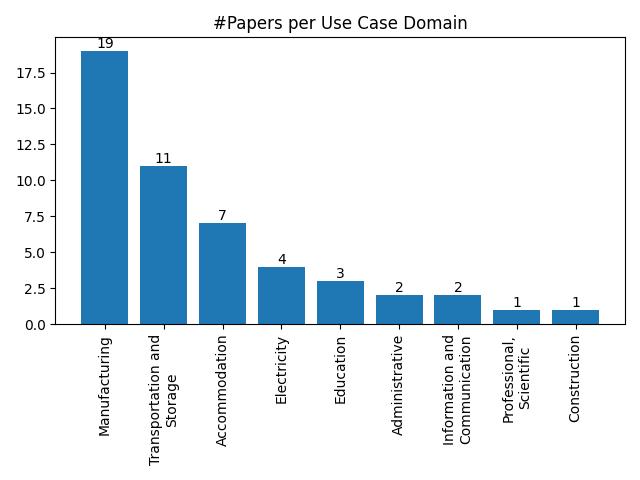 #Papers per Use Case Domain
19
17.5
15.0
12.5
11
10.0
7.5
7
5.0
4
3
2.5
2
2
1
1
0.0
Manufacturing
Transportation and
Storage
Accommodation
Electricity
Education
Administrative
Information and
Communication
Professional,
Scientific
Construction